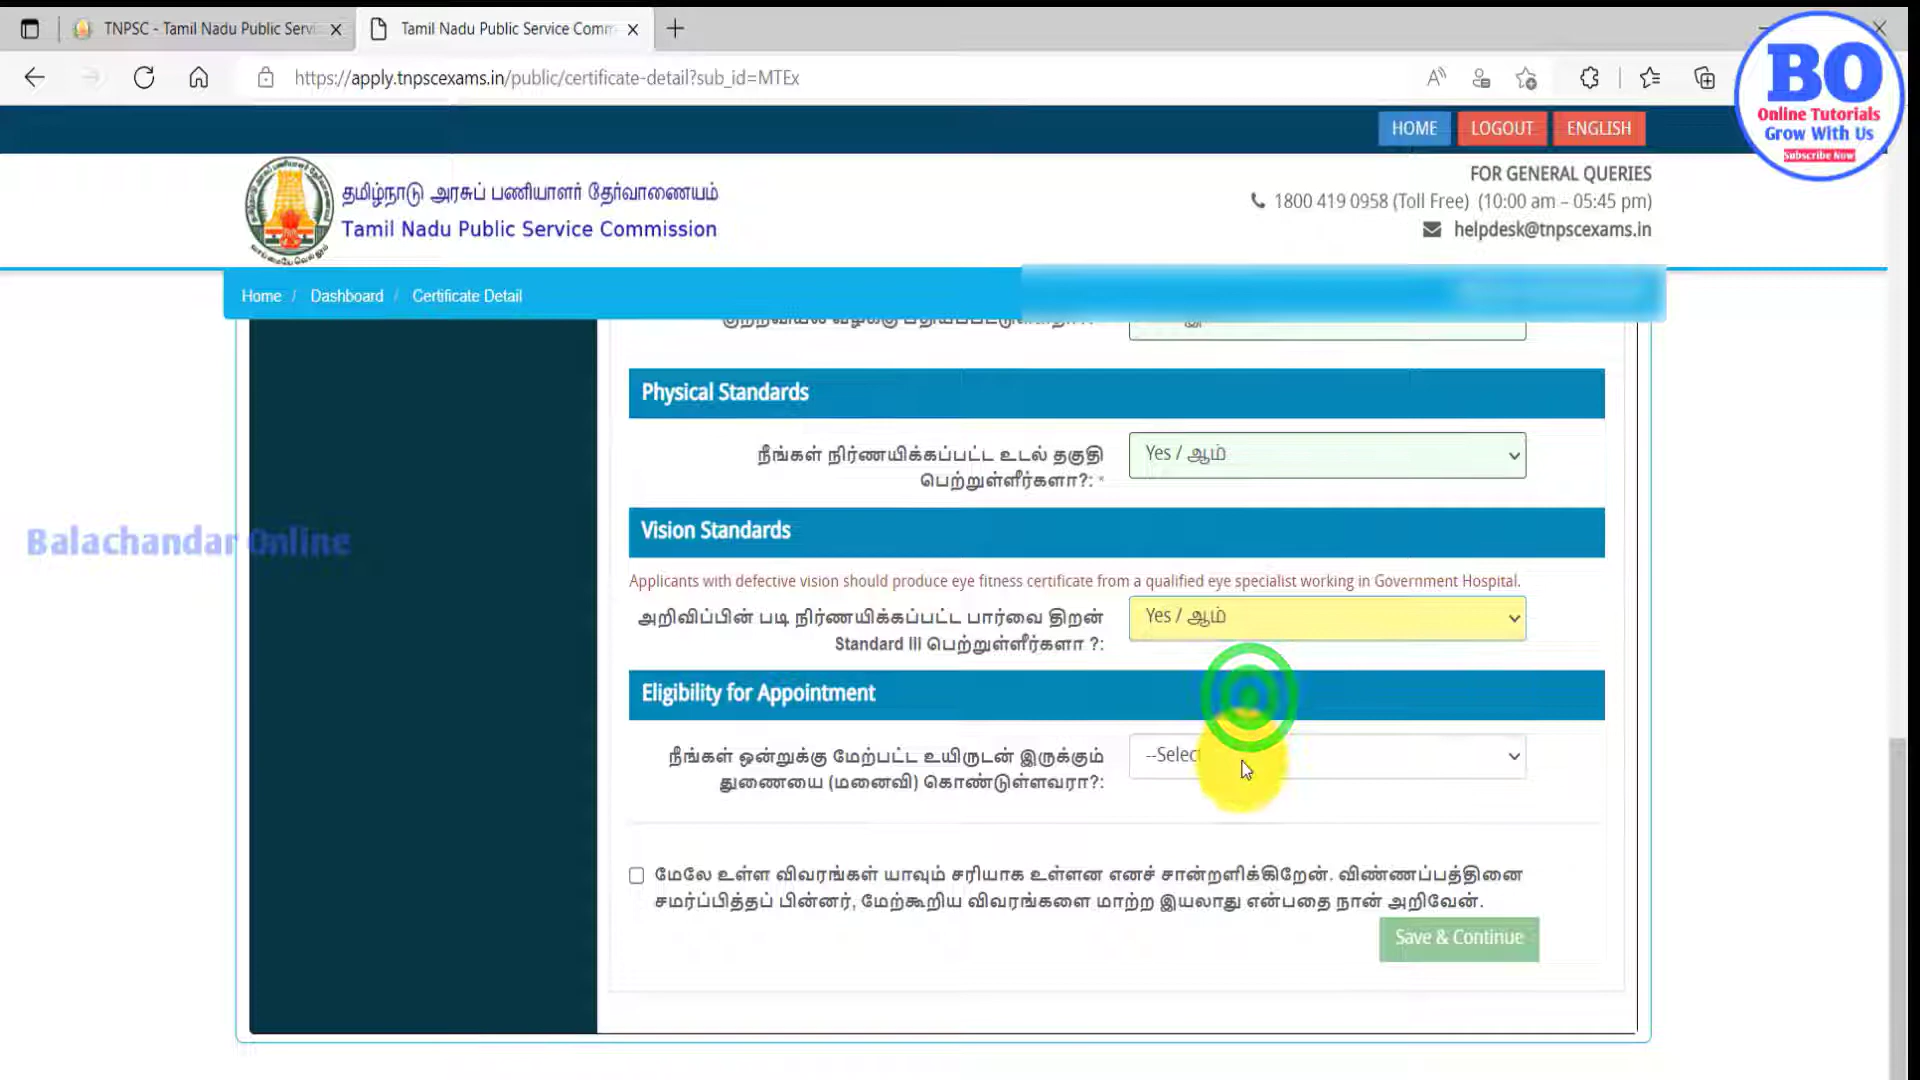 TNPSC - Tamil Nadu Public Servi
Tamil Nadu Public Service Comm
https://apply.tnpscexams.in/public/certificate-detail?sub_id=MTEx
BO
Online Tutorials
Grow With Us
Subscribe Now
HOME
LOGOUT
ENGLISH
தமிழ்நாடு அரசுப் பணியாளர் தேர்வாணையம்
Tamil Nadu Public Service Commission
FOR GENERAL QUERIES
1800 419 0958 (Toll Free) (10:00 am – 05:45 pm)
helpdesk@tnpscexams.in
Home / Dashboard / Certificate Detail
Physical Standards
நீங்கள் நிர்ணயிக்கப்பட்ட உடல் தகுதி
பெற்றுள்ளீர்களா?: *
Yes / ஆம்
Vision Standards
Applicants with defective vision should produce eye fitness certificate from a qualified eye specialist working in Government Hospital.
அறிவிப்பின் படி நிர்ணயிக்கப்பட்ட பார்வை திறன்
Standard III பெற்றுள்ளீர்களா ?:
Yes / ஆம்
Balachandar Online
Eligibility for Appointment
நீங்கள் ஒன்றுக்கு மேற்பட்ட உயிருடன் இருக்கும்
துணையை (மனைவி) கொண்டுள்ளவரா?:
--Select
மேலே உள்ள விவரங்கள் யாவும் சரியாக உள்ளன எனச் சான்றளிக்கிறேன். விண்ணப்பத்தினை
சமர்ப்பித்தப் பின்னர், மேற்கூறிய விவரங்களை மாற்ற இயலாது என்பதை நான் அறிவேன்.
Save & Continue